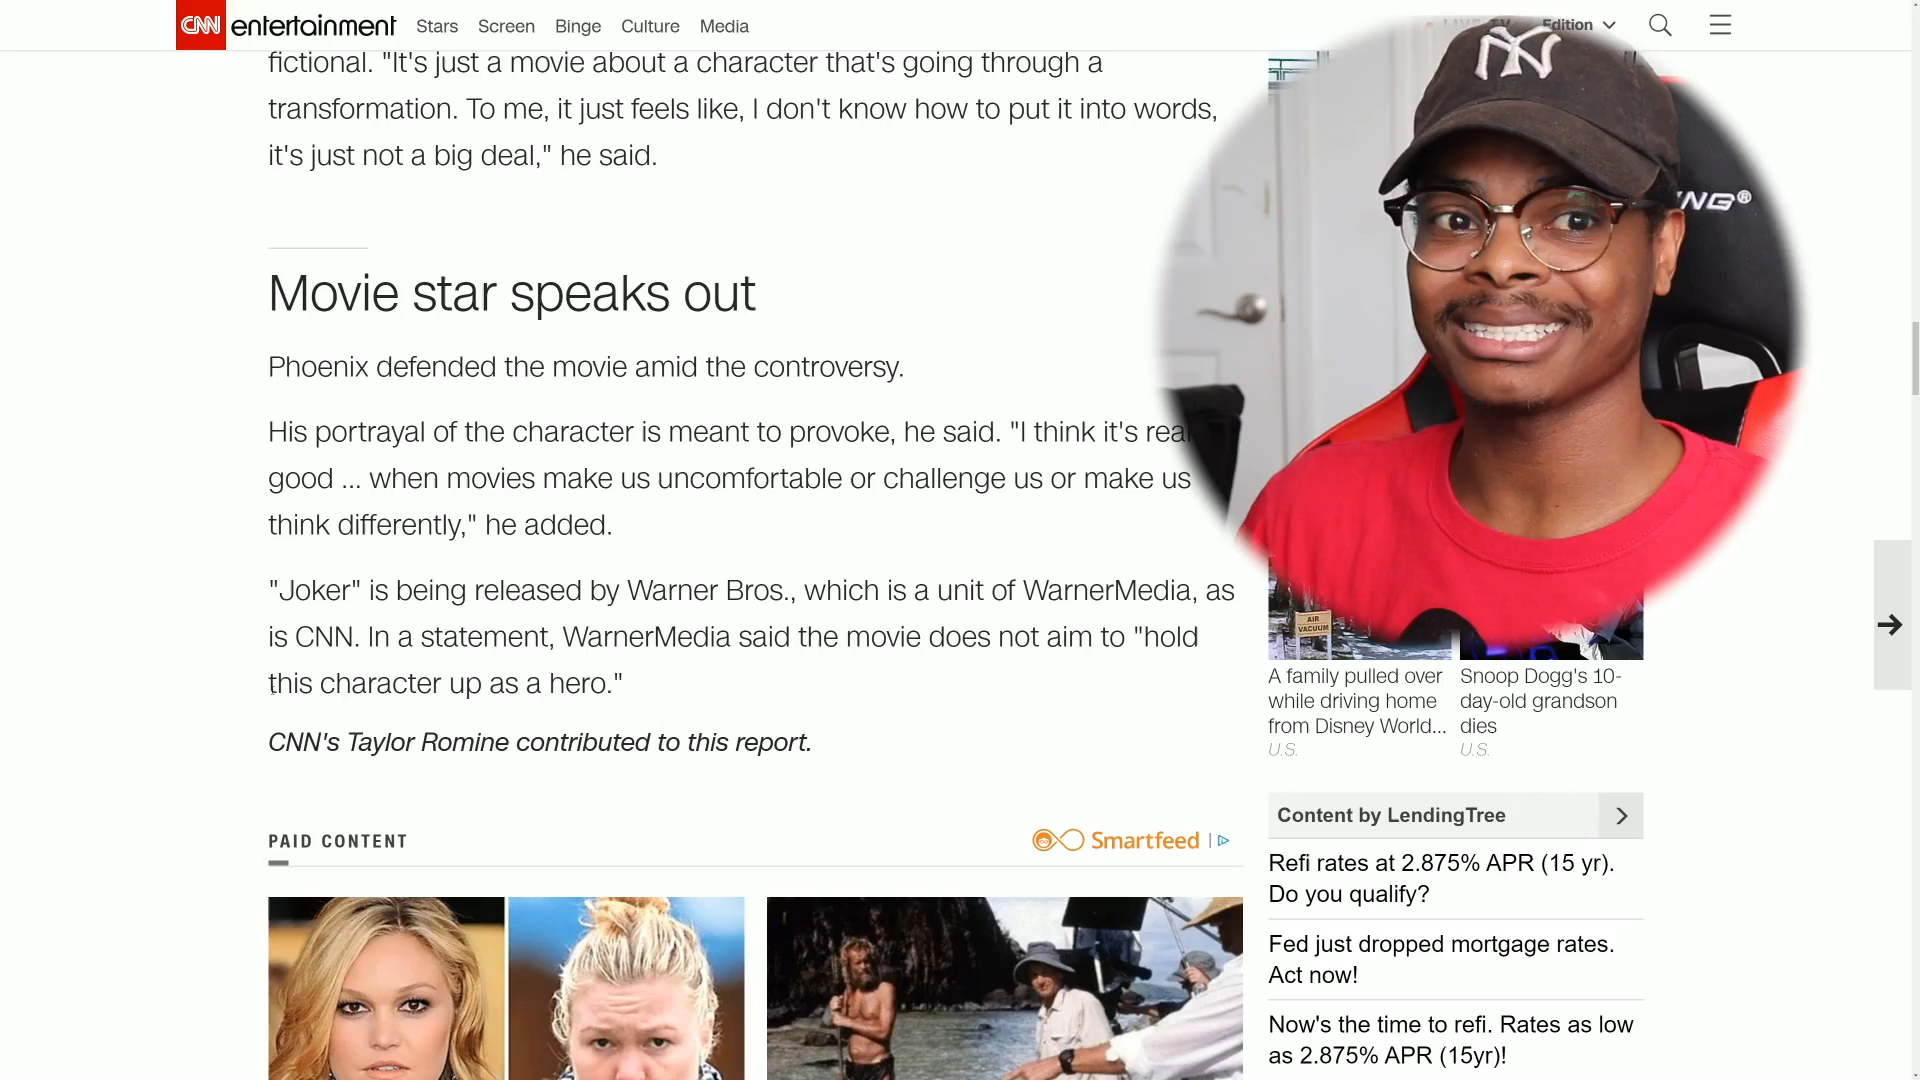 CNN entertainment Stars Screen Binge Culture Media LIVE TV Edition
fictional. "It's just a movie about a character that's going through a
transformation. To me, it just feels like, I don't know how to put it into words,
it's just not a big deal," he said.
Movie star speaks out
Phoenix defended the movie amid the controversy.
His portrayal of the character is meant to provoke, he said. "I think it's
good ... when movies make us uncomfortable or challenge us or make us
think differently," he added.
"Joker" is being released by Warner Bros., which is a unit of WarnerMedia, as
is CNN. In a statement, WarnerMedia said the movie does not aim to "hold
this character up as a hero."
CNN's Taylor Romine contributed to this report.
PAID CONTENT
Smartfeed
NY
NG®
AIR
VACUUM
A family pulled over
while driving home
from Disney World...
U.S.
Snoop Dogg's 10-
day-old grandson
dies
U.S.
Content by LendingTree
Refi rates at 2.875% APR (15 yr).
Do you qualify?
Fed just dropped mortgage rates.
Act now!
Now's the time to refi. Rates as low
as 2.875% APR (15yr)!